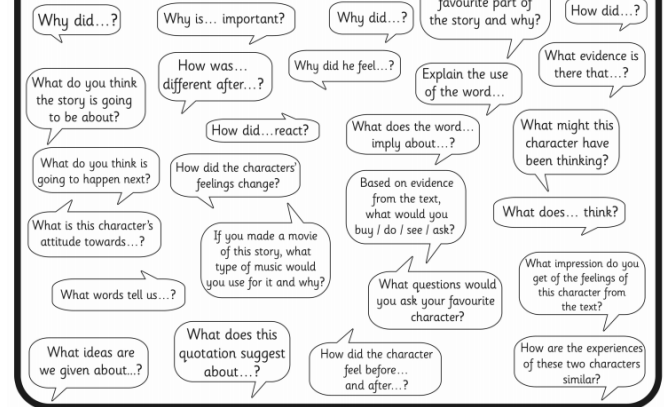 Why did…?
Why is… important?
Why did…?
favourite part of
the story and why?
How did…?
How was…
different after…?
Why did he feel…?
Explain the use
of the word…
What evidence is
there that…?
What do you think
the story is going
to be about?
How did…react?
What does the word…
imply about…?
What might this
character have
been thinking?
What do you think is
going to happen next?
How did the characters'
feelings change?
Based on evidence
from the text,
what would you
buy / do / see / ask?
What does… think?
What is this character's
attitude towards…?
If you made a movie
of this story, what
type of music would
you use for it and why?
What impression do you
get of the feelings of
this character from
the text?
What words tell us…?
What questions would
you ask your favourite
character?
What ideas are
we given about...?
What does this
quotation suggest
about…?
How did the character
feel before…
and after…?
How are the experiences
of these two characters
similar?